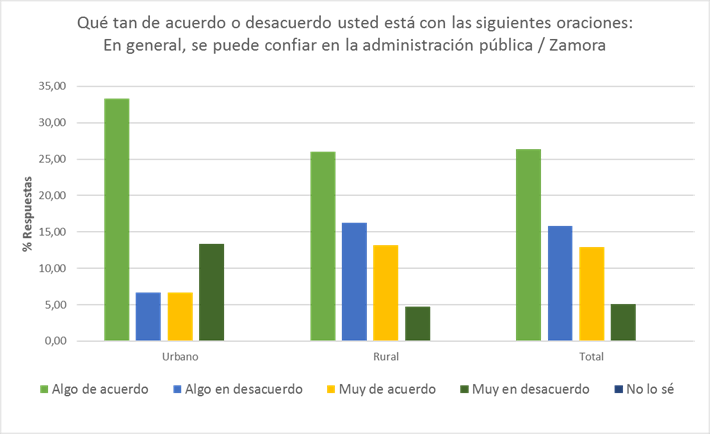 Qué tan de acuerdo o desacuerdo usted está con las siguientes oraciones:
En general, se puede confiar en la administración pública / Zamora
35,00
30,00
25,00
20,00
15,00
10,00
5,00
0,00
% Respuestas
Urbano Rural Total
Algo de acuerdo Algo en desacuerdo Muy de acuerdo Muy en desacuerdo No lo sé